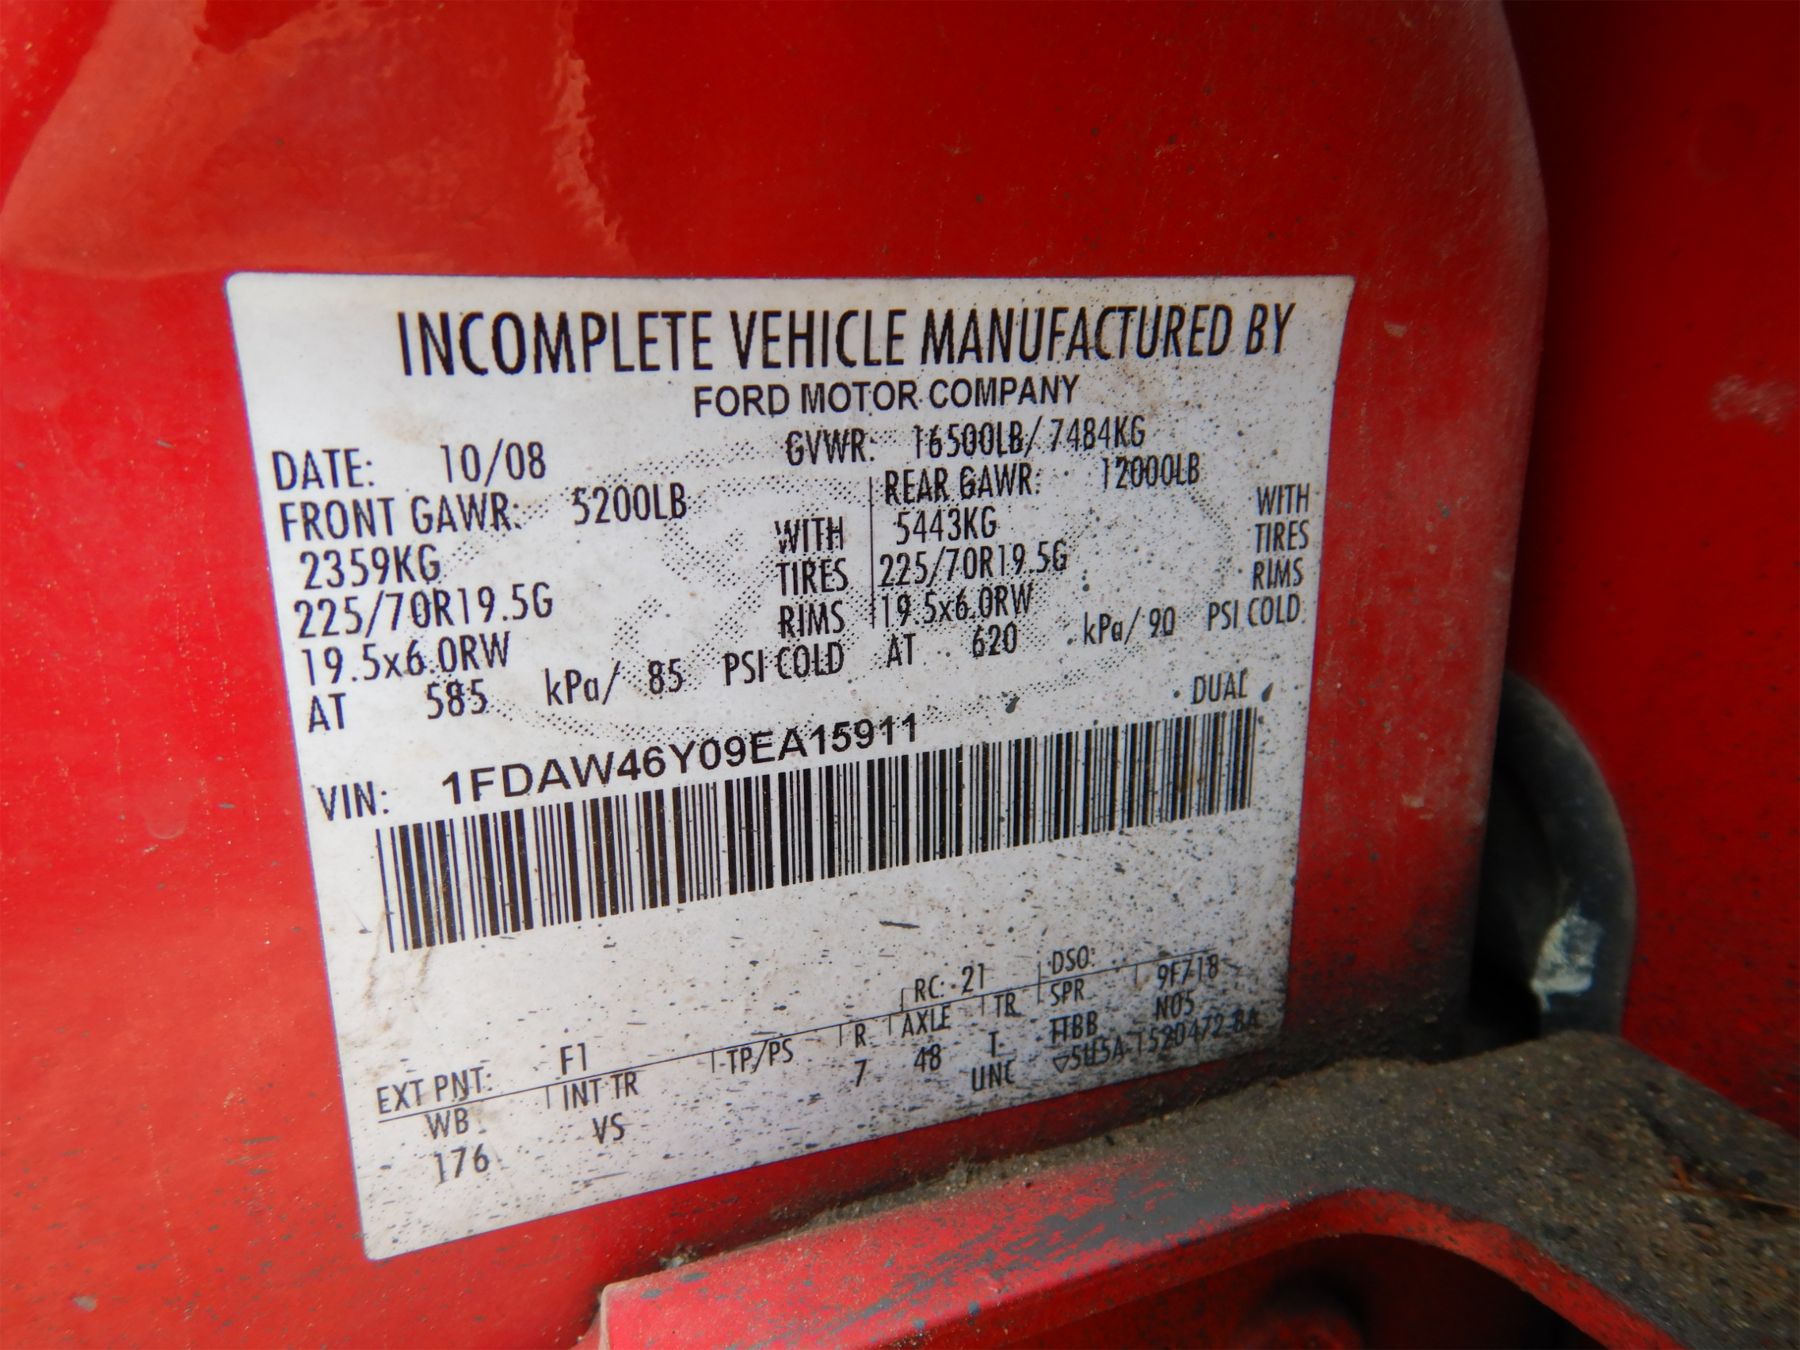 INCOMPLETE VEHICLE MANUFACTURED BY
FORD MOTOR COMPANY
DATE: 10/08 GVWR: 16500LB/ 7484KG
FRONT GAWR: 5200LB REAR GAWR: 12000LB
2359KG WITH 5443KG WITH
225/70R19.5G TIRES 225/70R19.5G TIRES
19.5x6.0RW RIMS 19.5x6.0RW RIMS
AT 585 kPa/ 85 PSI COLD AT 620 kPa/ 90 PSI COLD
DUAL
VIN: 1FDAW46Y09EA15911
EXT PNT: F1 RC: 21 DSO:
WB INT TR TP/PS R AXLE TR SPR 9F718
176 VS 7 48 T N05
UNC